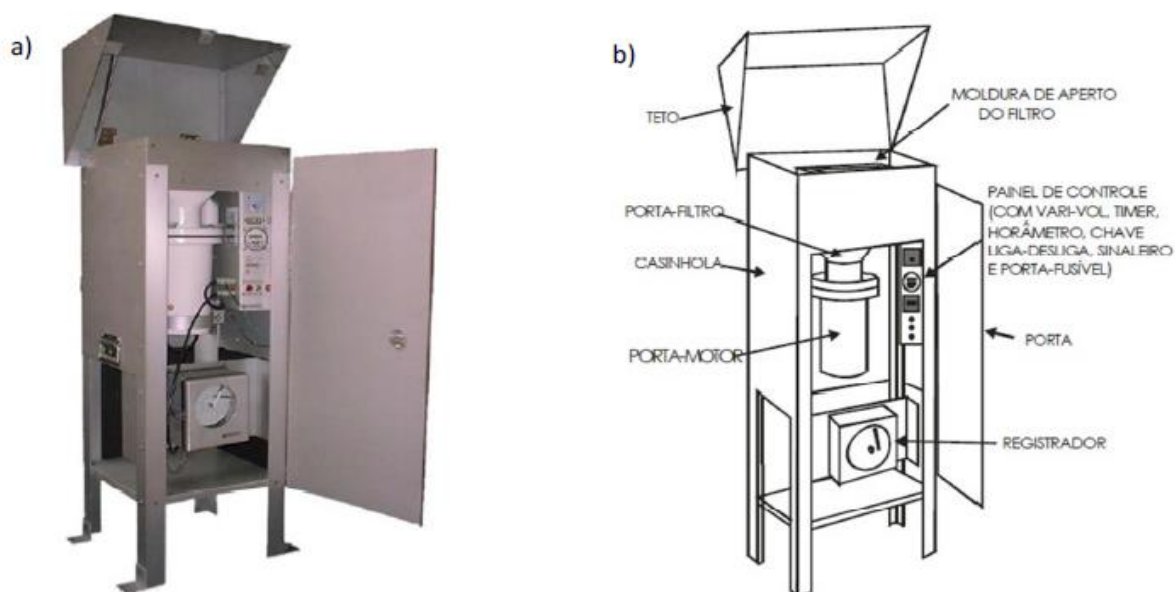 a)
b)
TETO
MOLDURA DE APERTO
DO FILTRO
PORTA-FILTRO
PAINEL DE CONTROLE
(COM VARI-VOL, TIMER,
HORÂMETRO, CHAVE
LIGA-DESLIGA, SINALEIRO
E PORTA-FUSÍVEL)
CASINHOLA
PORTA-MOTOR
PORTA
REGISTRADOR